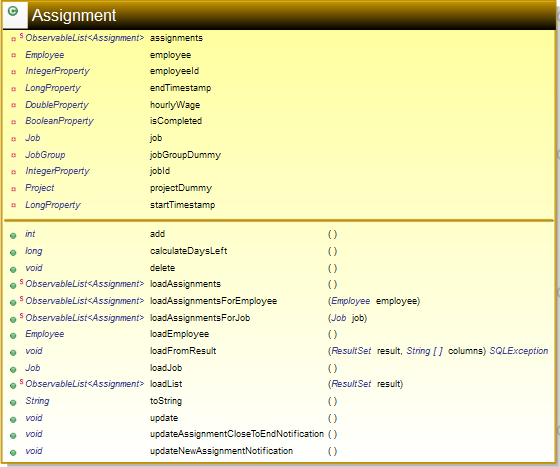 C Assignment
S ObservableList<Assignment> assignments
Employee employee
IntegerProperty employeeId
LongProperty endTimestamp
DoubleProperty hourlyWage
BooleanProperty isCompleted
Job job
JobGroup jobGroupDummy
IntegerProperty jobId
Project projectDummy
LongProperty startTimestamp
int add ( )
long calculateDaysLeft ( )
void delete ( )
S ObservableList<Assignment> loadAssignments ( )
S ObservableList<Assignment> loadAssignmentsForEmployee (Employee employee)
S ObservableList<Assignment> loadAssignmentsForJob (Job job)
Employee loadEmployee ( )
void loadFromResult (ResultSet result, String [ ] columns) SQLException
Job loadJob ( )
S ObservableList<Assignment> loadList (ResultSet result)
String toString ( )
void update ( )
void updateAssignmentCloseToEndNotification ( )
void updateNewAssignmentNotification ( )